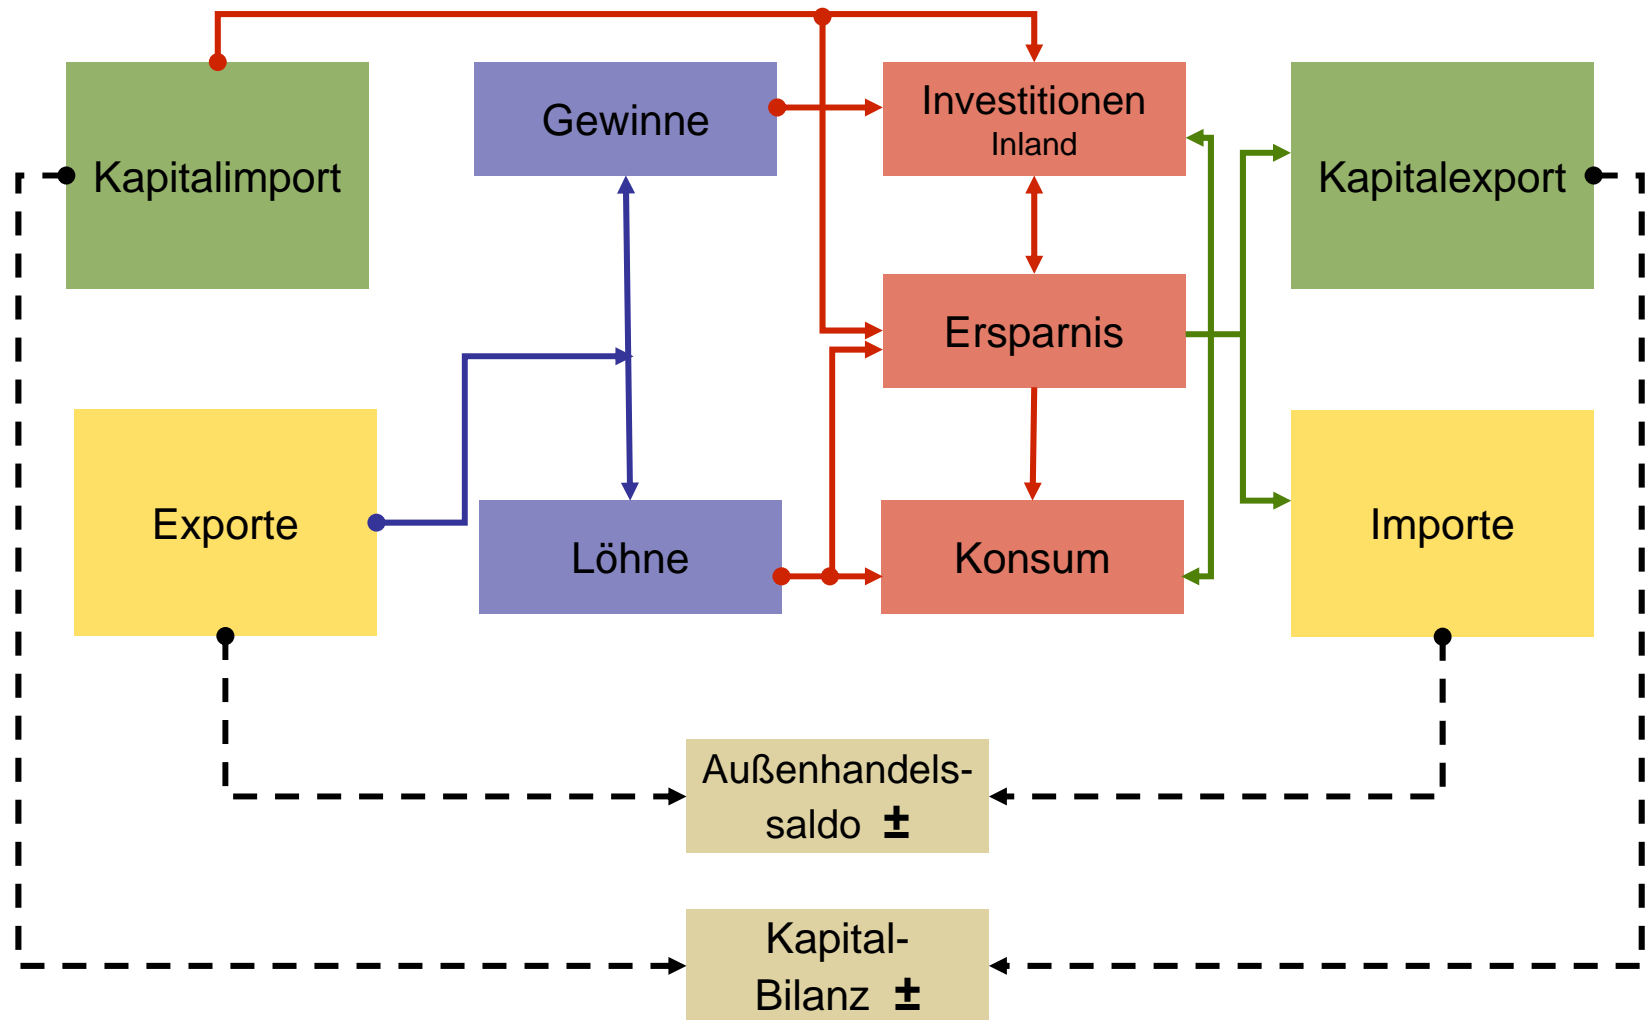 Gewinne
Investitionen
Inland
Kapitalimport
Kapitalexport
Ersparnis
Exporte
Importe
Löhne
Konsum
Außenhandels-
saldo ±
Kapital-
Bilanz ±